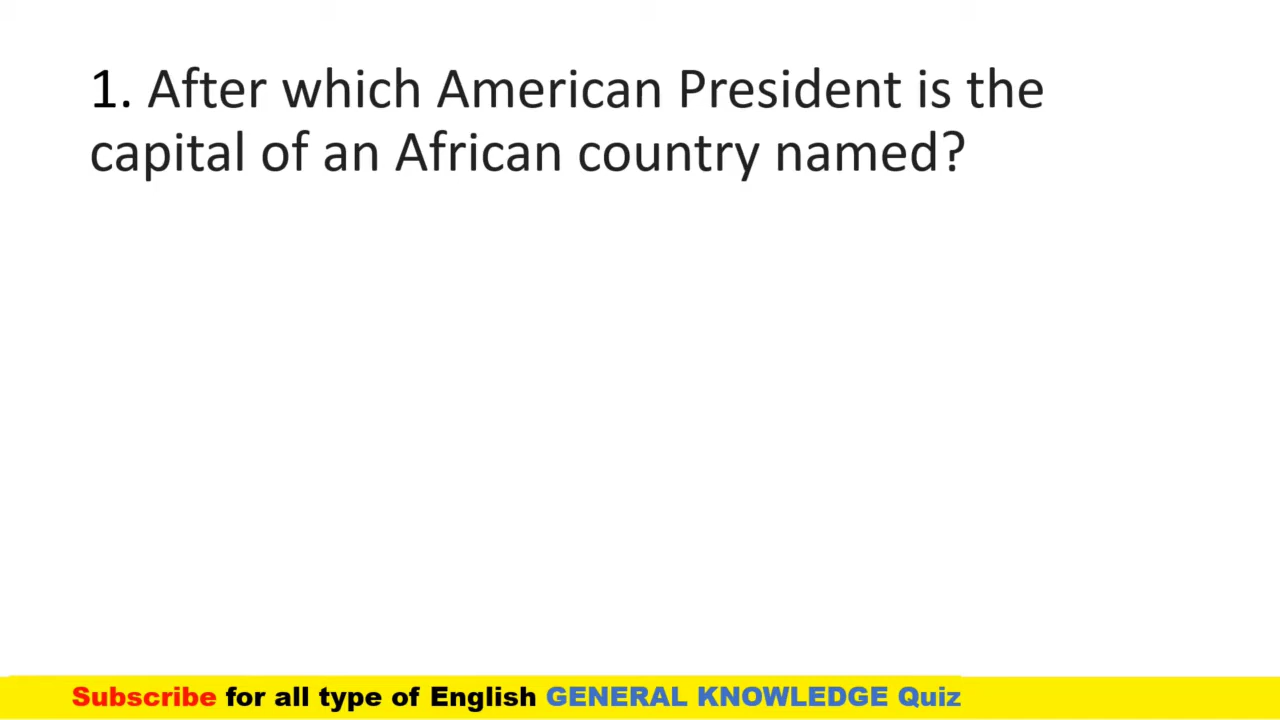 1. After which American President is the
capital of an African country named?
Subscribe for all type of English GENERAL KNOWLEDGE Quiz